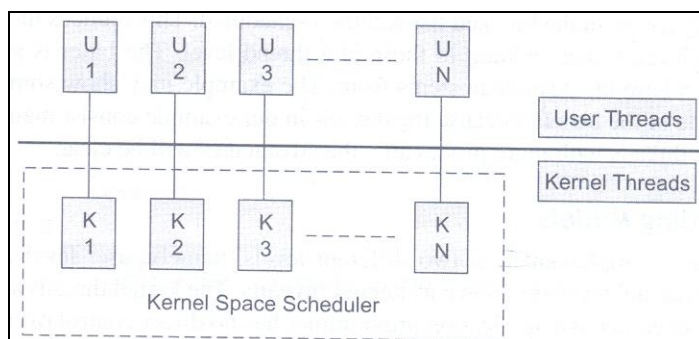 U
1
U
2
U
3
U
N
User Threads
Kernel Threads
K
1
K
2
K
3
K
N
Kernel Space Scheduler